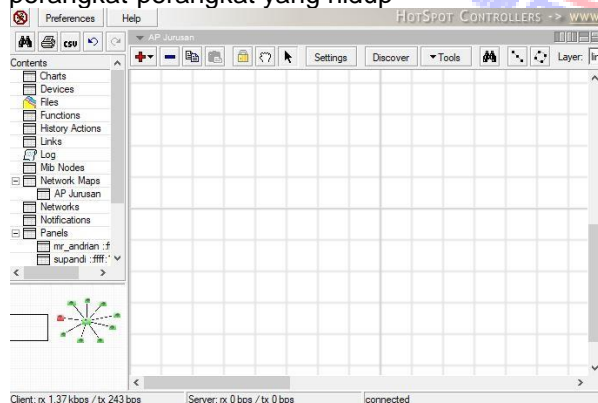 perangkat-perangkat yang hidup
Preferences Help HOTSPOT CONTROLLERS -> WWW
csv AP Jurusan
Settings Discover Tools Layer:
Contents
Charts
Devices
Files
Functions
History Actions
Links
Log
Mib Nodes
Network Maps
AP Jurusan
Networks
Notifications
Panels
mr_andrian :f
supandi ::ffff:
Client: rx 1.37 kbps / tx 243 bps Server: rx 0 bps / tx 0 bps connected